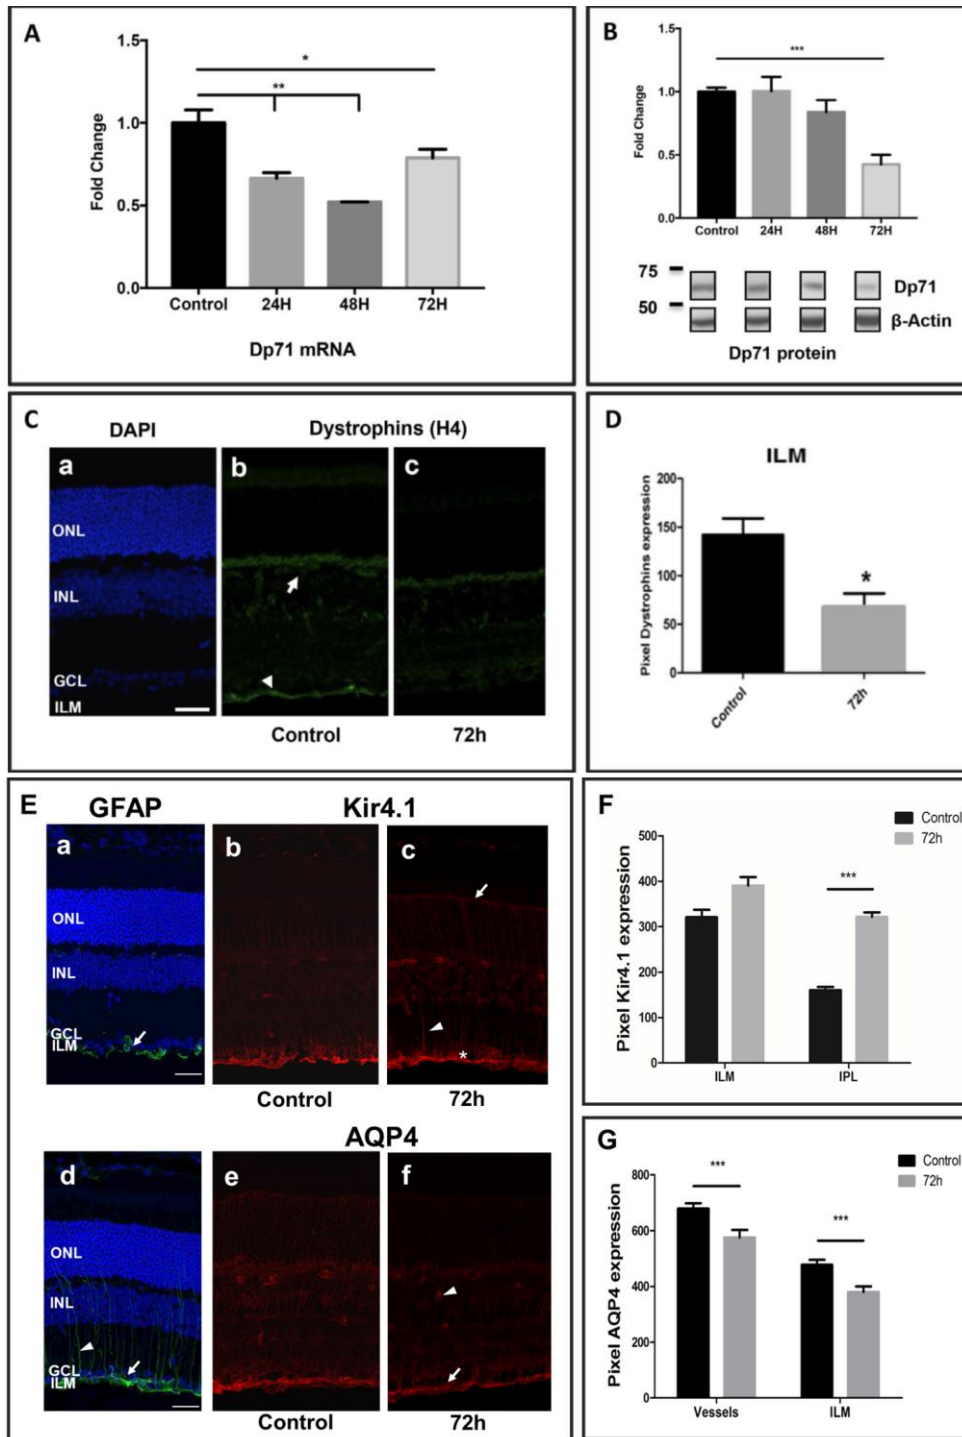 A
1.5
1.0
0.5
0.0
Fold Change
*
**
Control 24H 48H 72H
Dp71 mRNA
B
1.5
1.0
0.5
0.0
Fold Change
***
Control 24H 48H 72H
75
50
Dp71
β-Actin
Dp71 protein
C
DAPI Dystrophins (H4)
a b c
ONL
INL
GCL
ILM
Control 72h
D
ILM
200
150
100
50
0
Pixel Dystrophins expression
*
Control 72h
E
GFAP Kir4.1
a b c
ONL
INL
GCL
ILM
*
Control 72h
AQP4
d e f
ONL
INL
GCL
ILM
Control 72h
F
Control
72h
400
300
200
100
0
Pixel Kir4.1 expression
***
ILM IPL
G
Control
72h
800
600
400
200
0
Pixel AQP4 expression
***
***
Vessels ILM